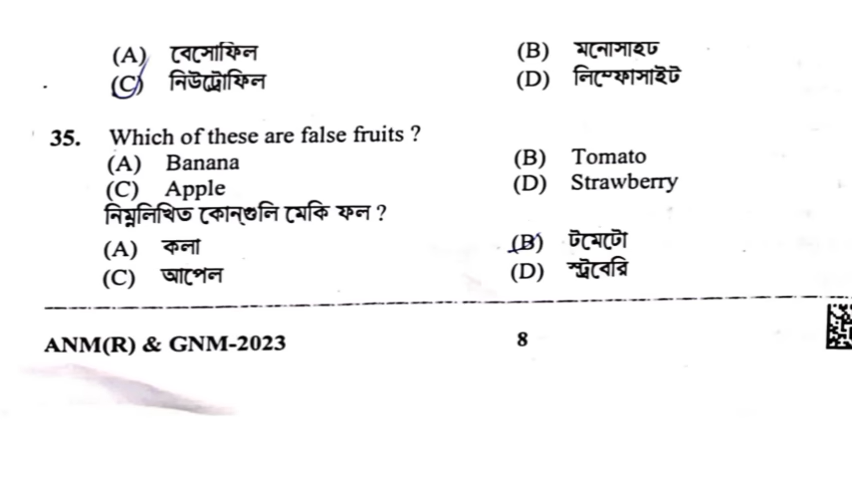 (A) বেসোফিল (B) মনোসাইট
(C) নিউট্রোফিল (D) লিম্ফোসাইট
35. Which of these are false fruits ?
(A) Banana (B) Tomato
(C) Apple (D) Strawberry
নিম্নলিখিত কোন্‌গুলি মেকি ফল ?
(A) কলা (B) টমেটো
(C) আপেল (D) স্ট্রবেরি
ANM(R) & GNM-2023 8